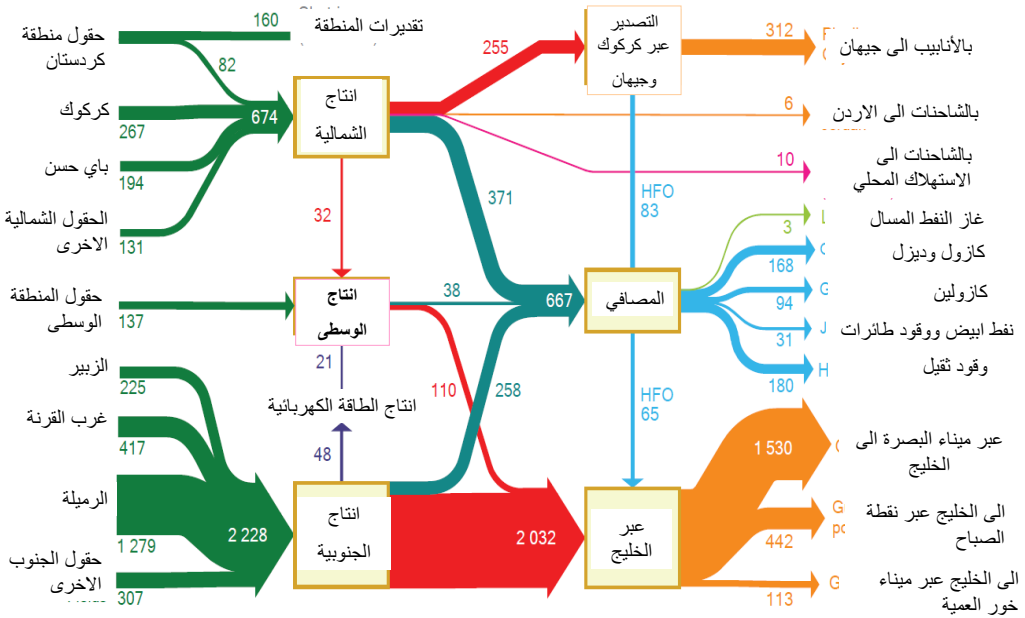 160
تقديرات المنطقة
حقول منطقة
كردستان
82
كركوك
267
باي حسن
194
الحقول الشمالية
الاخرى
131
674
انتاج
الشمالية
255
التصدير
عبر كركوك
وجيهان
312
بالأنابيب الى جيهان
6
بالشاحنات الى الاردن
10
بالشاحنات الى
الاستهلاك المحلي
371
32
HFO
83
3
غاز النفط المسال
168
كازول وديزل
94
كازولين
31
نفط ابيض ووقود طائرات
180
وقود ثقيل
حقول المنطقة
الوسطى
137
انتاج
الوسطى
38
667
المصافي
21
انتاج الطاقة الكهربائية
48
110
258
HFO
65
الزبير
225
غرب القرنة
417
الرميلة
1 279
حقول الجنوب
الاخرى
307
2 228
انتاج
الجنوبية
2 032
عبر
الخليج
1 530
عبر ميناء البصرة الى
الخليج
442
الى الخليج عبر نقطة
الصباح
113
الى الخليج عبر ميناء
خور العمية